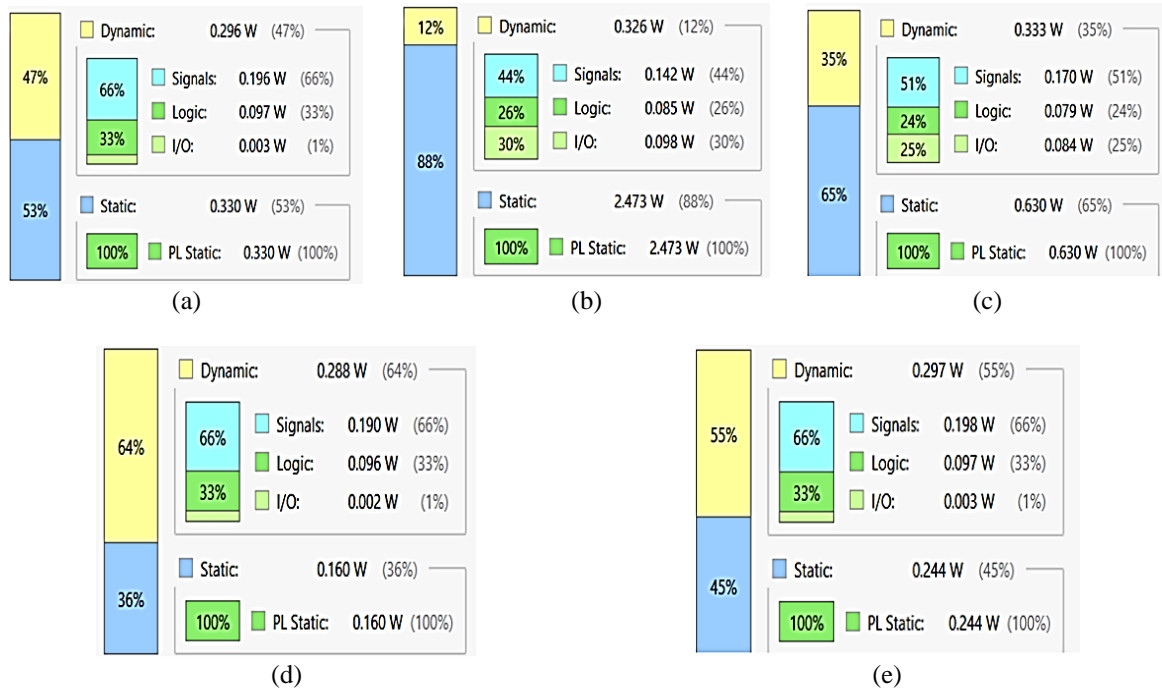 47%
53%
Dynamic: 0.296 W (47%)
66%
33%
Signals: 0.196 W (66%)
Logic: 0.097 W (33%)
I/O: 0.003 W (1%)
Static: 0.330 W (53%)
100%
PL Static: 0.330 W (100%)
(a)
12%
88%
Dynamic: 0.326 W (12%)
44%
26%
30%
Signals: 0.142 W (44%)
Logic: 0.085 W (26%)
I/O: 0.098 W (30%)
Static: 2.473 W (88%)
100%
PL Static: 2.473 W (100%)
(b)
35%
65%
Dynamic: 0.333 W (35%)
51%
24%
25%
Signals: 0.170 W (51%)
Logic: 0.079 W (24%)
I/O: 0.084 W (25%)
Static: 0.630 W (65%)
100%
PL Static: 0.630 W (100%)
(c)
64%
36%
Dynamic: 0.288 W (64%)
66%
33%
Signals: 0.190 W (66%)
Logic: 0.096 W (33%)
I/O: 0.002 W (1%)
Static: 0.160 W (36%)
100%
PL Static: 0.160 W (100%)
(d)
55%
45%
Dynamic: 0.297 W (55%)
66%
33%
Signals: 0.198 W (66%)
Logic: 0.097 W (33%)
I/O: 0.003 W (1%)
Static: 0.244 W (45%)
100%
PL Static: 0.244 W (100%)
(e)